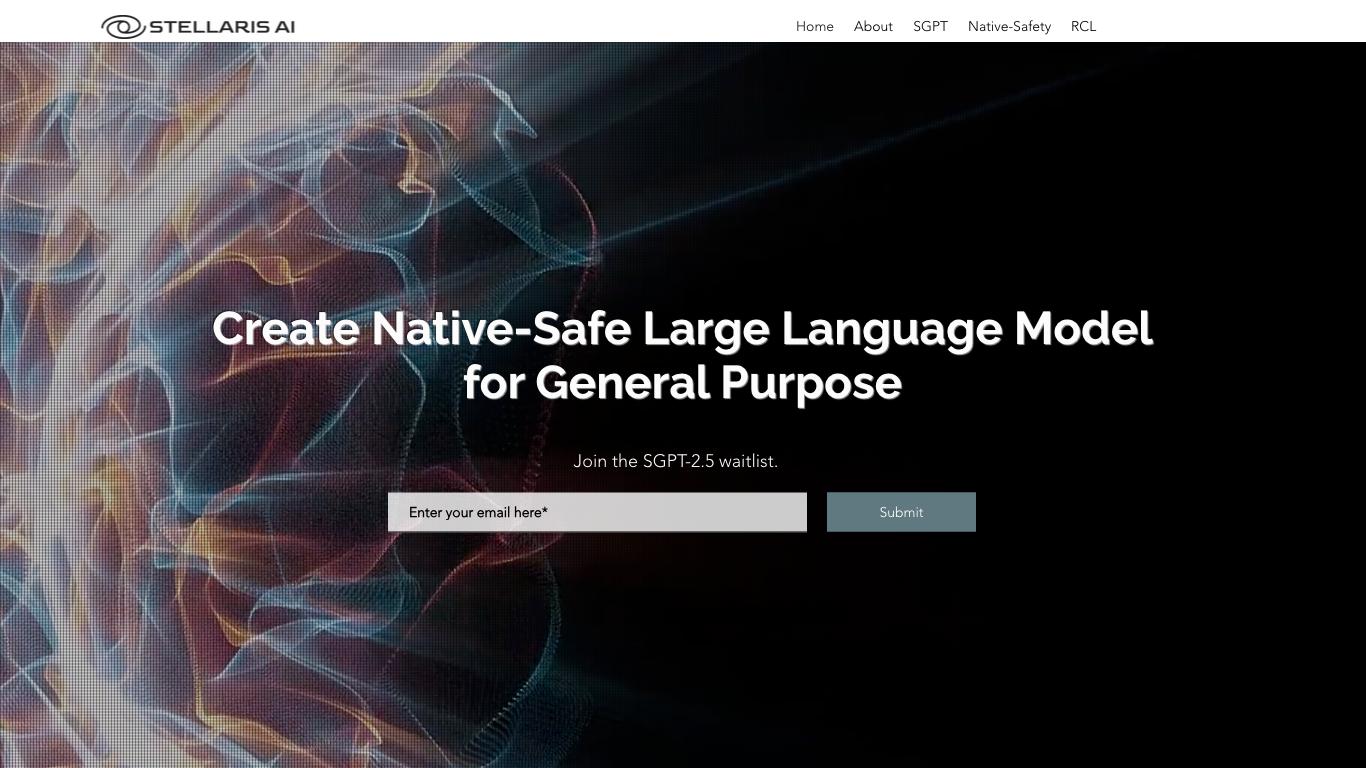 STELLARIS AI
Home About SGPT Native-Safety RCL
Create Native-Safe Large Language Model
for General Purpose
Join the SGPT-2.5 waitlist.
Enter your email here*
Submit